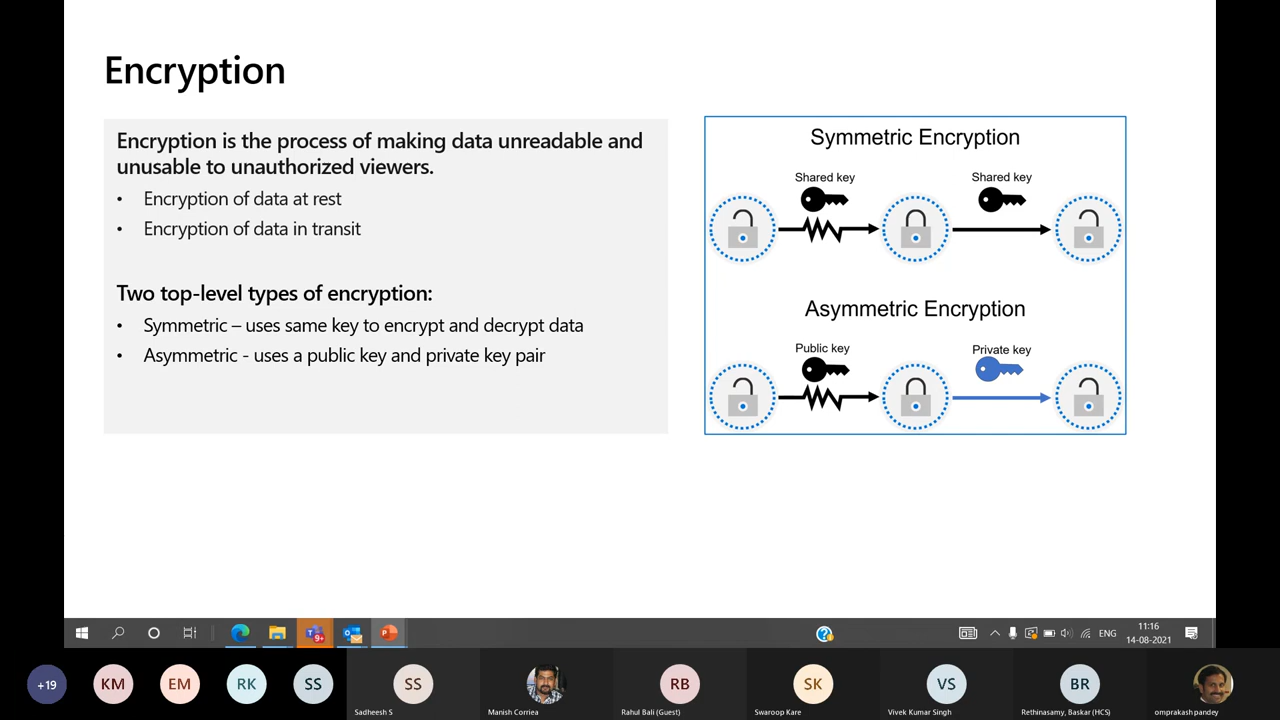 Encryption
Encryption is the process of making data unreadable and
unusable to unauthorized viewers.
• Encryption of data at rest
• Encryption of data in transit
Two top-level types of encryption:
• Symmetric – uses same key to encrypt and decrypt data
• Asymmetric - uses a public key and private key pair
Symmetric Encryption
Shared key
Shared key
Asymmetric Encryption
Public key
Private key
T
9+
P
?
ENG
11:16
14-08-2021
+19
KM
EM
RK
SS
SS
Sadheesh S
Manish Corriea
RB
Rahul Bali (Guest)
SK
Swaroop Kare
VS
Vivek Kumar Singh
BR
Rethinasamy, Baskar (HCS)
omprakash pandey